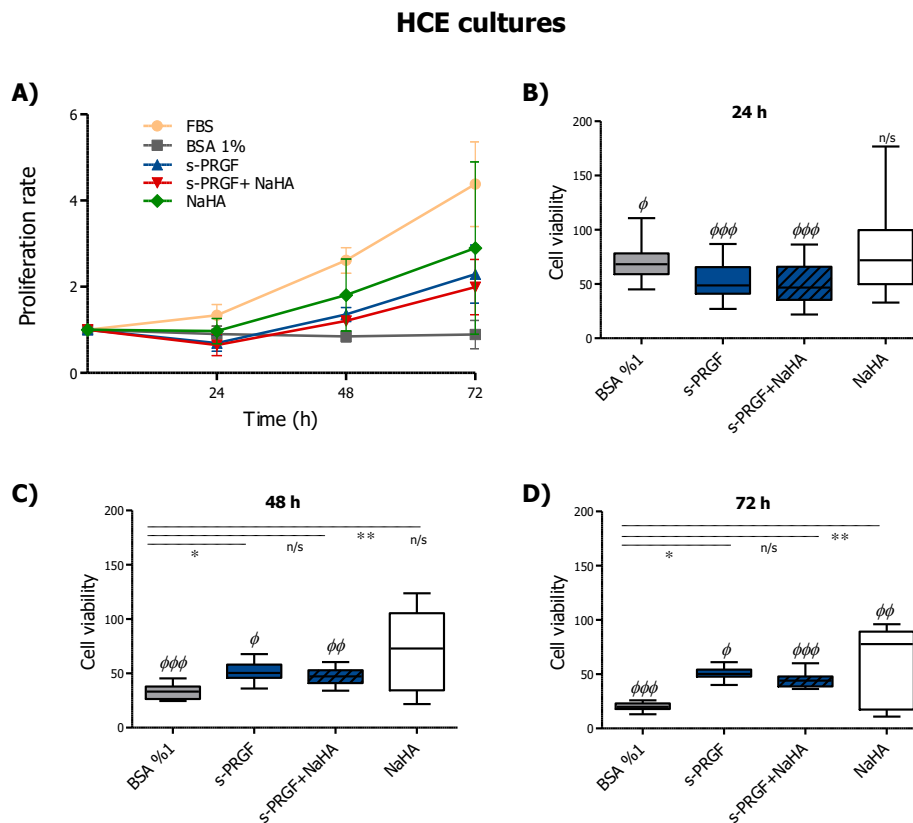 HCE cultures
A)
Proliferation rate
6
4
2
0
FBS
BSA 1%
s-PRGF
s-PRGF+ NaHA
NaHA
24
48
72
Time (h)
B)
24 h
Cell viability
200
150
100
50
0
ϕ
ϕϕϕ
ϕϕϕ
n/s
BSA %1
s-PRGF
s-PRGF+NaHA
NaHA
C)
48 h
Cell viability
200
150
100
50
0
*
n/s
**
n/s
ϕϕϕ
ϕ
ϕϕ
BSA %1
s-PRGF
s-PRGF+NaHA
NaHA
D)
72 h
Cell viability
200
150
100
50
0
*
n/s
**
ϕϕϕ
ϕ
ϕϕϕ
ϕϕ
BSA %1
s-PRGF
s-PRGF+NaHA
NaHA